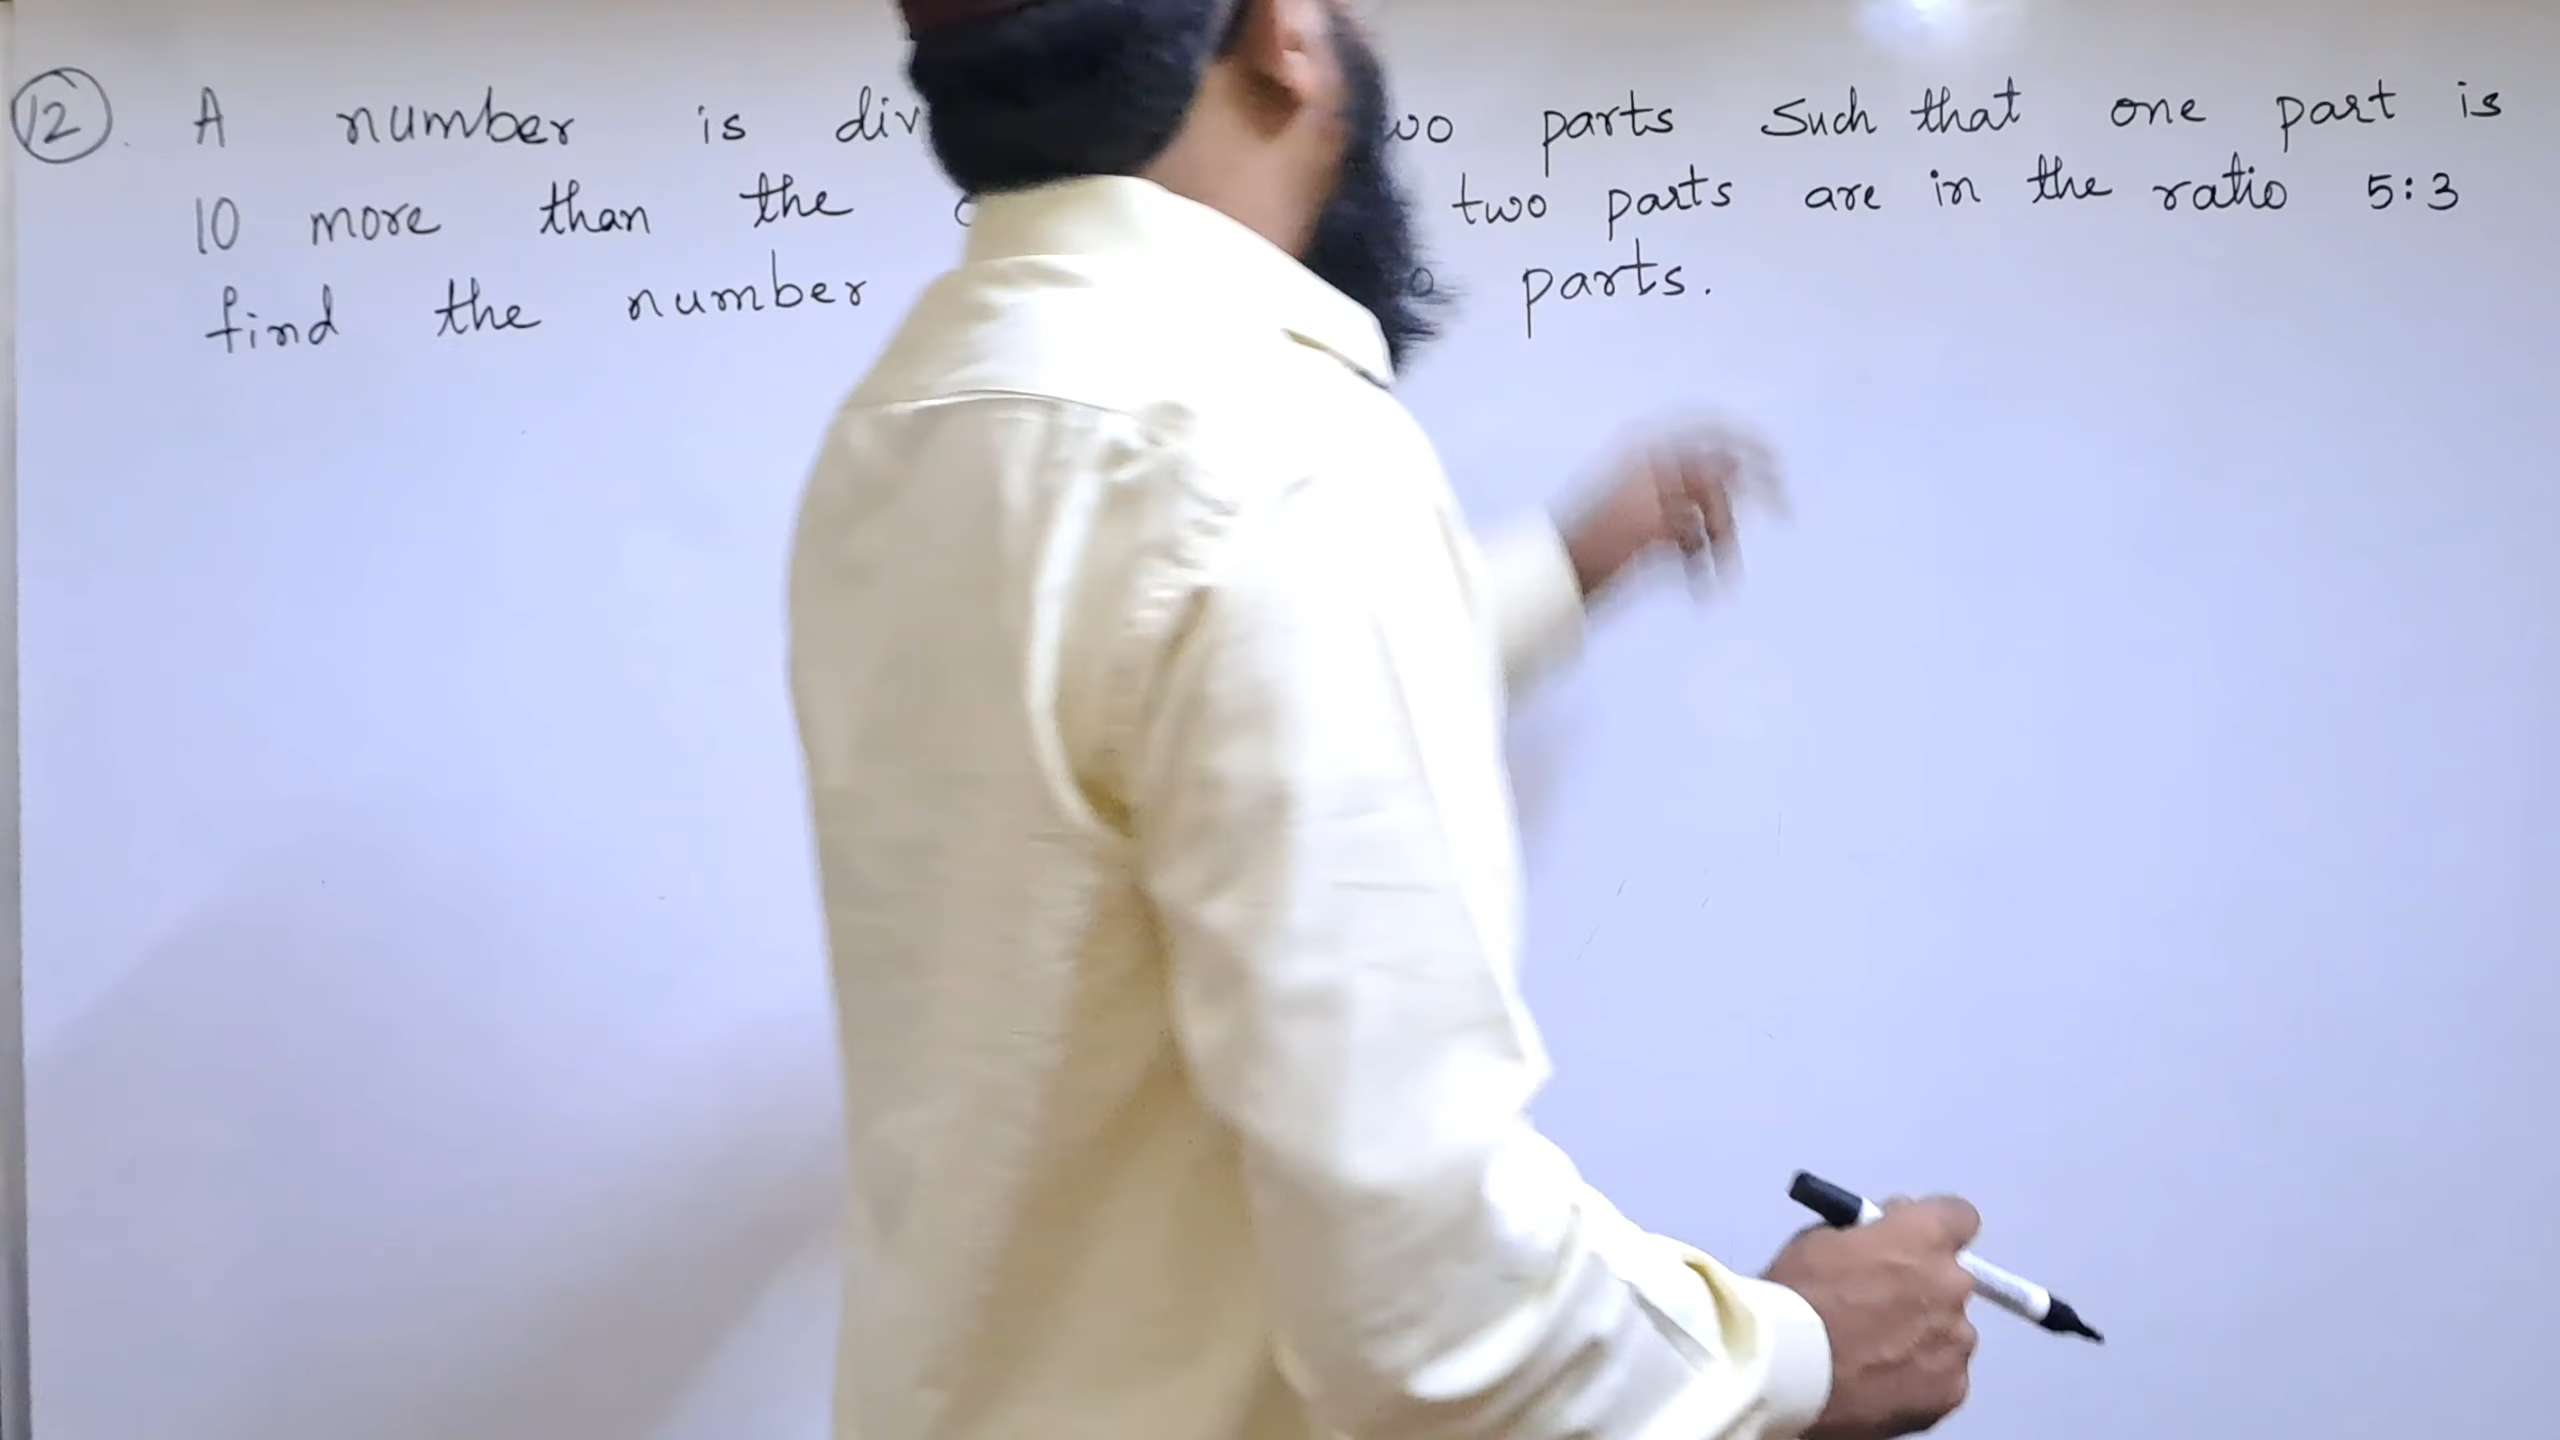 12. A number is div wo parts Such that one part is
10 more than the two parts are in the ratio 5:3
find the number parts.